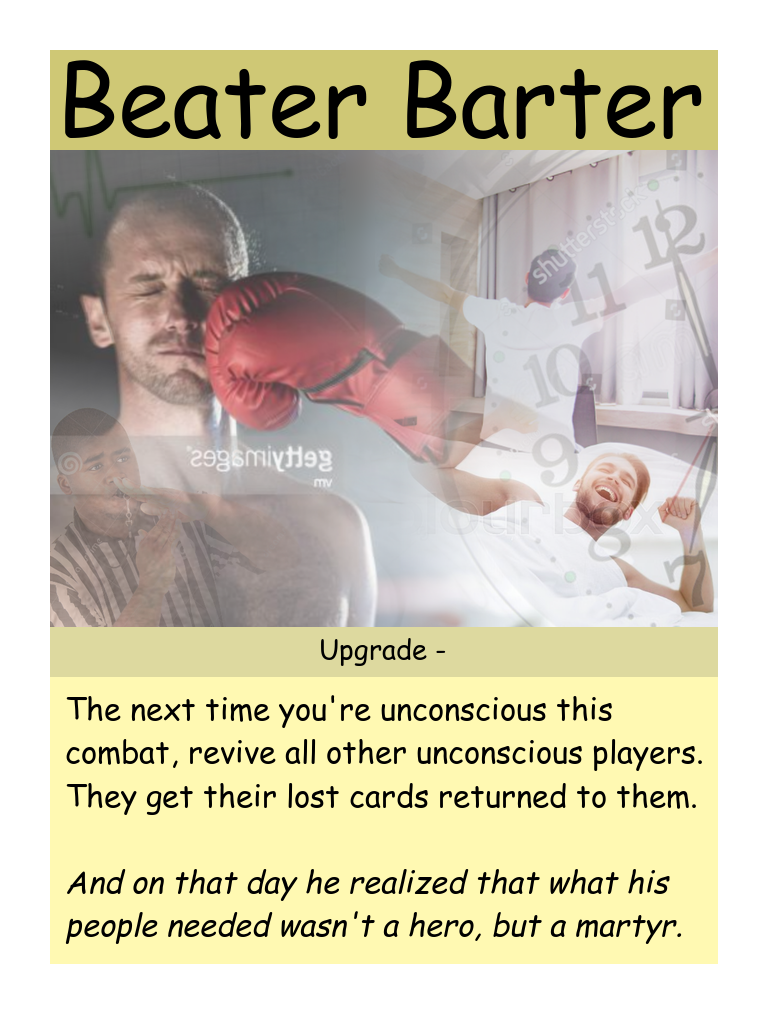 Beater Barter
shutterstock
12
11
10
9
8
7
gettyimages®
vm
Upgrade -
The next time you're unconscious this
combat, revive all other unconscious players.
They get their lost cards returned to them.
And on that day he realized that what his
people needed wasn't a hero, but a martyr.